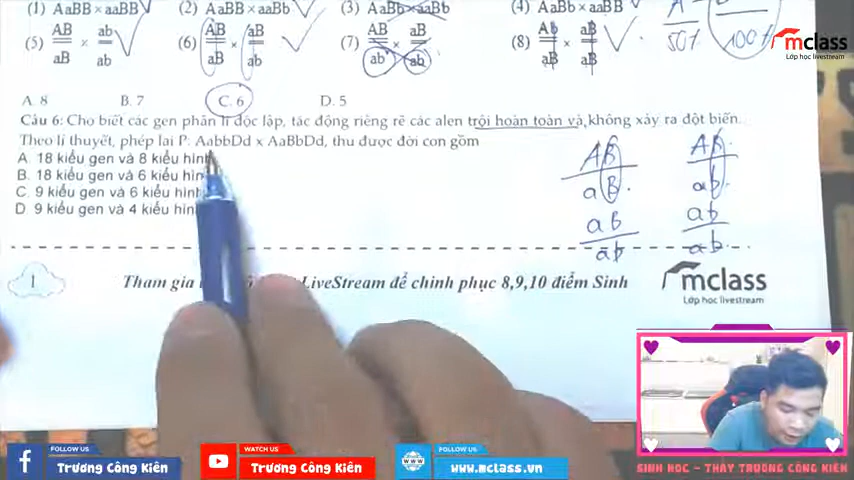 (1) AaBB × aaBB
(2) AaBB × aaBb
(3) AaBb × aaBb
(4) AaBb × aaBB
(5) AB/aB × ab/ab
(6) AB/aB × aB/ab
(7) AB/ab × aB/ab
(8) Ab/aB × aB/aB
50%
100%
mclass
Lớp học livestream
A. 8
B. 7
C. 6
D. 5
Câu 6: Cho biết các gen phân li độc lập, tác động riêng rẽ các alen trội hoàn toàn và không xảy ra đột biến.
Theo lí thuyết, phép lai P: AabbDd x AaBbDd, thu được đời con gồm
A. 18 kiểu gen và 8 kiểu hình
B. 18 kiểu gen và 6 kiểu hìn
C. 9 kiểu gen và 6 kiểu hình
D 9 kiểu gen và 4 kiểu hìn
AB
aB
aB
ab
AB
ab
ab
ab
1
Tham gia LiveStream để chinh phục 8,9,10 điểm Sinh
mclass
Lớp học livestream
FOLLOW US
Trương Công Kiên
WATCH US
Trương Công Kiên
FOLLOW US
www.mclass.vn
SINH HỌC - THẦY TRƯƠNG CÔNG KIÊN